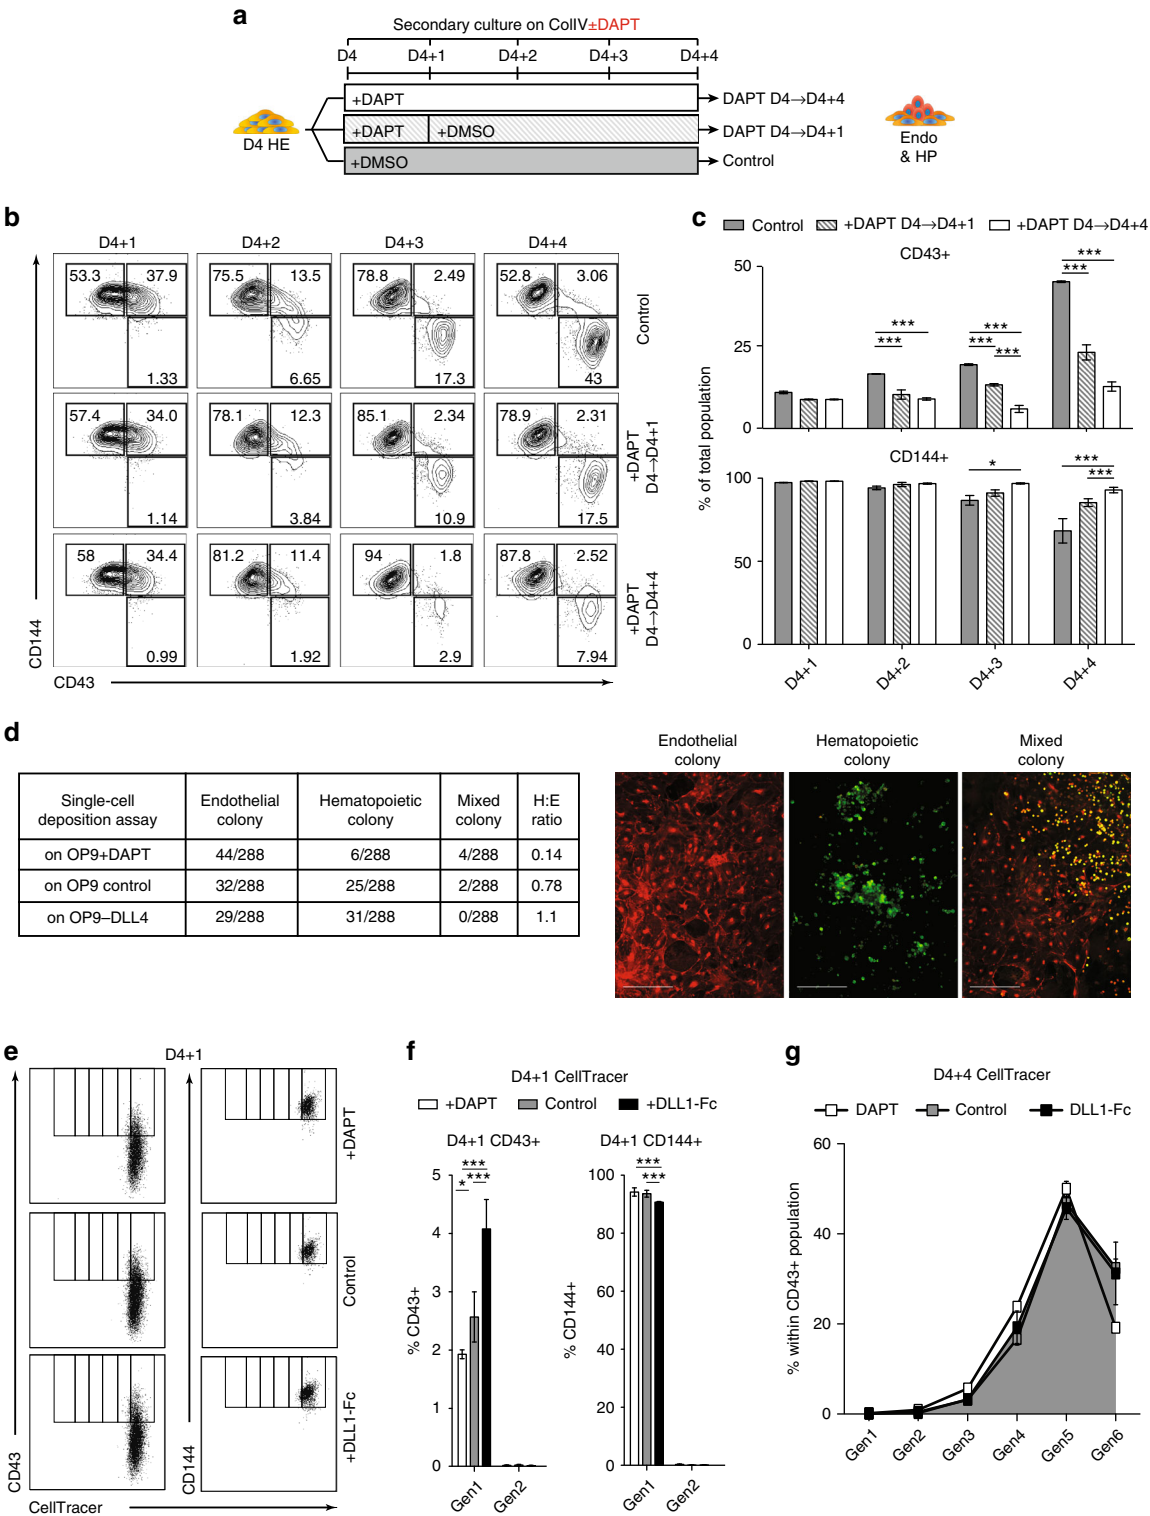 a
Secondary culture on ColIV±DAPT
D4 D4+1 D4+2 D4+3 D4+4
+DAPT
DAPT D4→D4+4
D4 HE
+DAPT +DMSO
DAPT D4→D4+1
+DMSO
Control
Endo
& HP
b
D4+1 D4+2 D4+3 D4+4
53.3 37.9 75.5 13.5 78.8 2.49 52.8 3.06
1.33 6.65 17.3 43
Control
57.4 34.0 78.1 12.3 85.1 2.34 78.9 2.31
1.14 3.84 10.9 17.5
+DAPT
D4→D4+1
58 34.4 81.2 11.4 94 1.8 87.8 2.52
0.99 1.92 2.9 7.94
+DAPT
D4→D4+4
CD144
CD43
c
Control +DAPT D4→D4+1 +DAPT D4→D4+4
CD43+
50
25
0
*** ***
*** *** ***
*** ***
CD144+
100
50
0
*
*** ***
% of total population
D4+1 D4+2 D4+3 D4+4
d
Single-cell
deposition assay
Endothelial
colony
Hematopoietic
colony
Mixed
colony
H:E
ratio
on OP9+DAPT 44/288 6/288 4/288 0.14
on OP9 control 32/288 25/288 2/288 0.78
on OP9–DLL4 29/288 31/288 0/288 1.1
Endothelial
colony
Hematopoietic
colony
Mixed
colony
e
D4+1
+DAPT
Control
+DLL1-Fc
CD43
CD144
CellTracer
f
D4+1 CellTracer
+DAPT Control +DLL1-Fc
D4+1 CD43+
% CD43+
5
4
3
2
1
0
***
* ***
Gen1 Gen2
D4+1 CD144+
% CD144+
100
80
60
40
20
0
***
***
Gen1 Gen2
g
D4+4 CellTracer
DAPT Control DLL1-Fc
% within CD43+ population
60
40
20
0
Gen1 Gen2 Gen3 Gen4 Gen5 Gen6